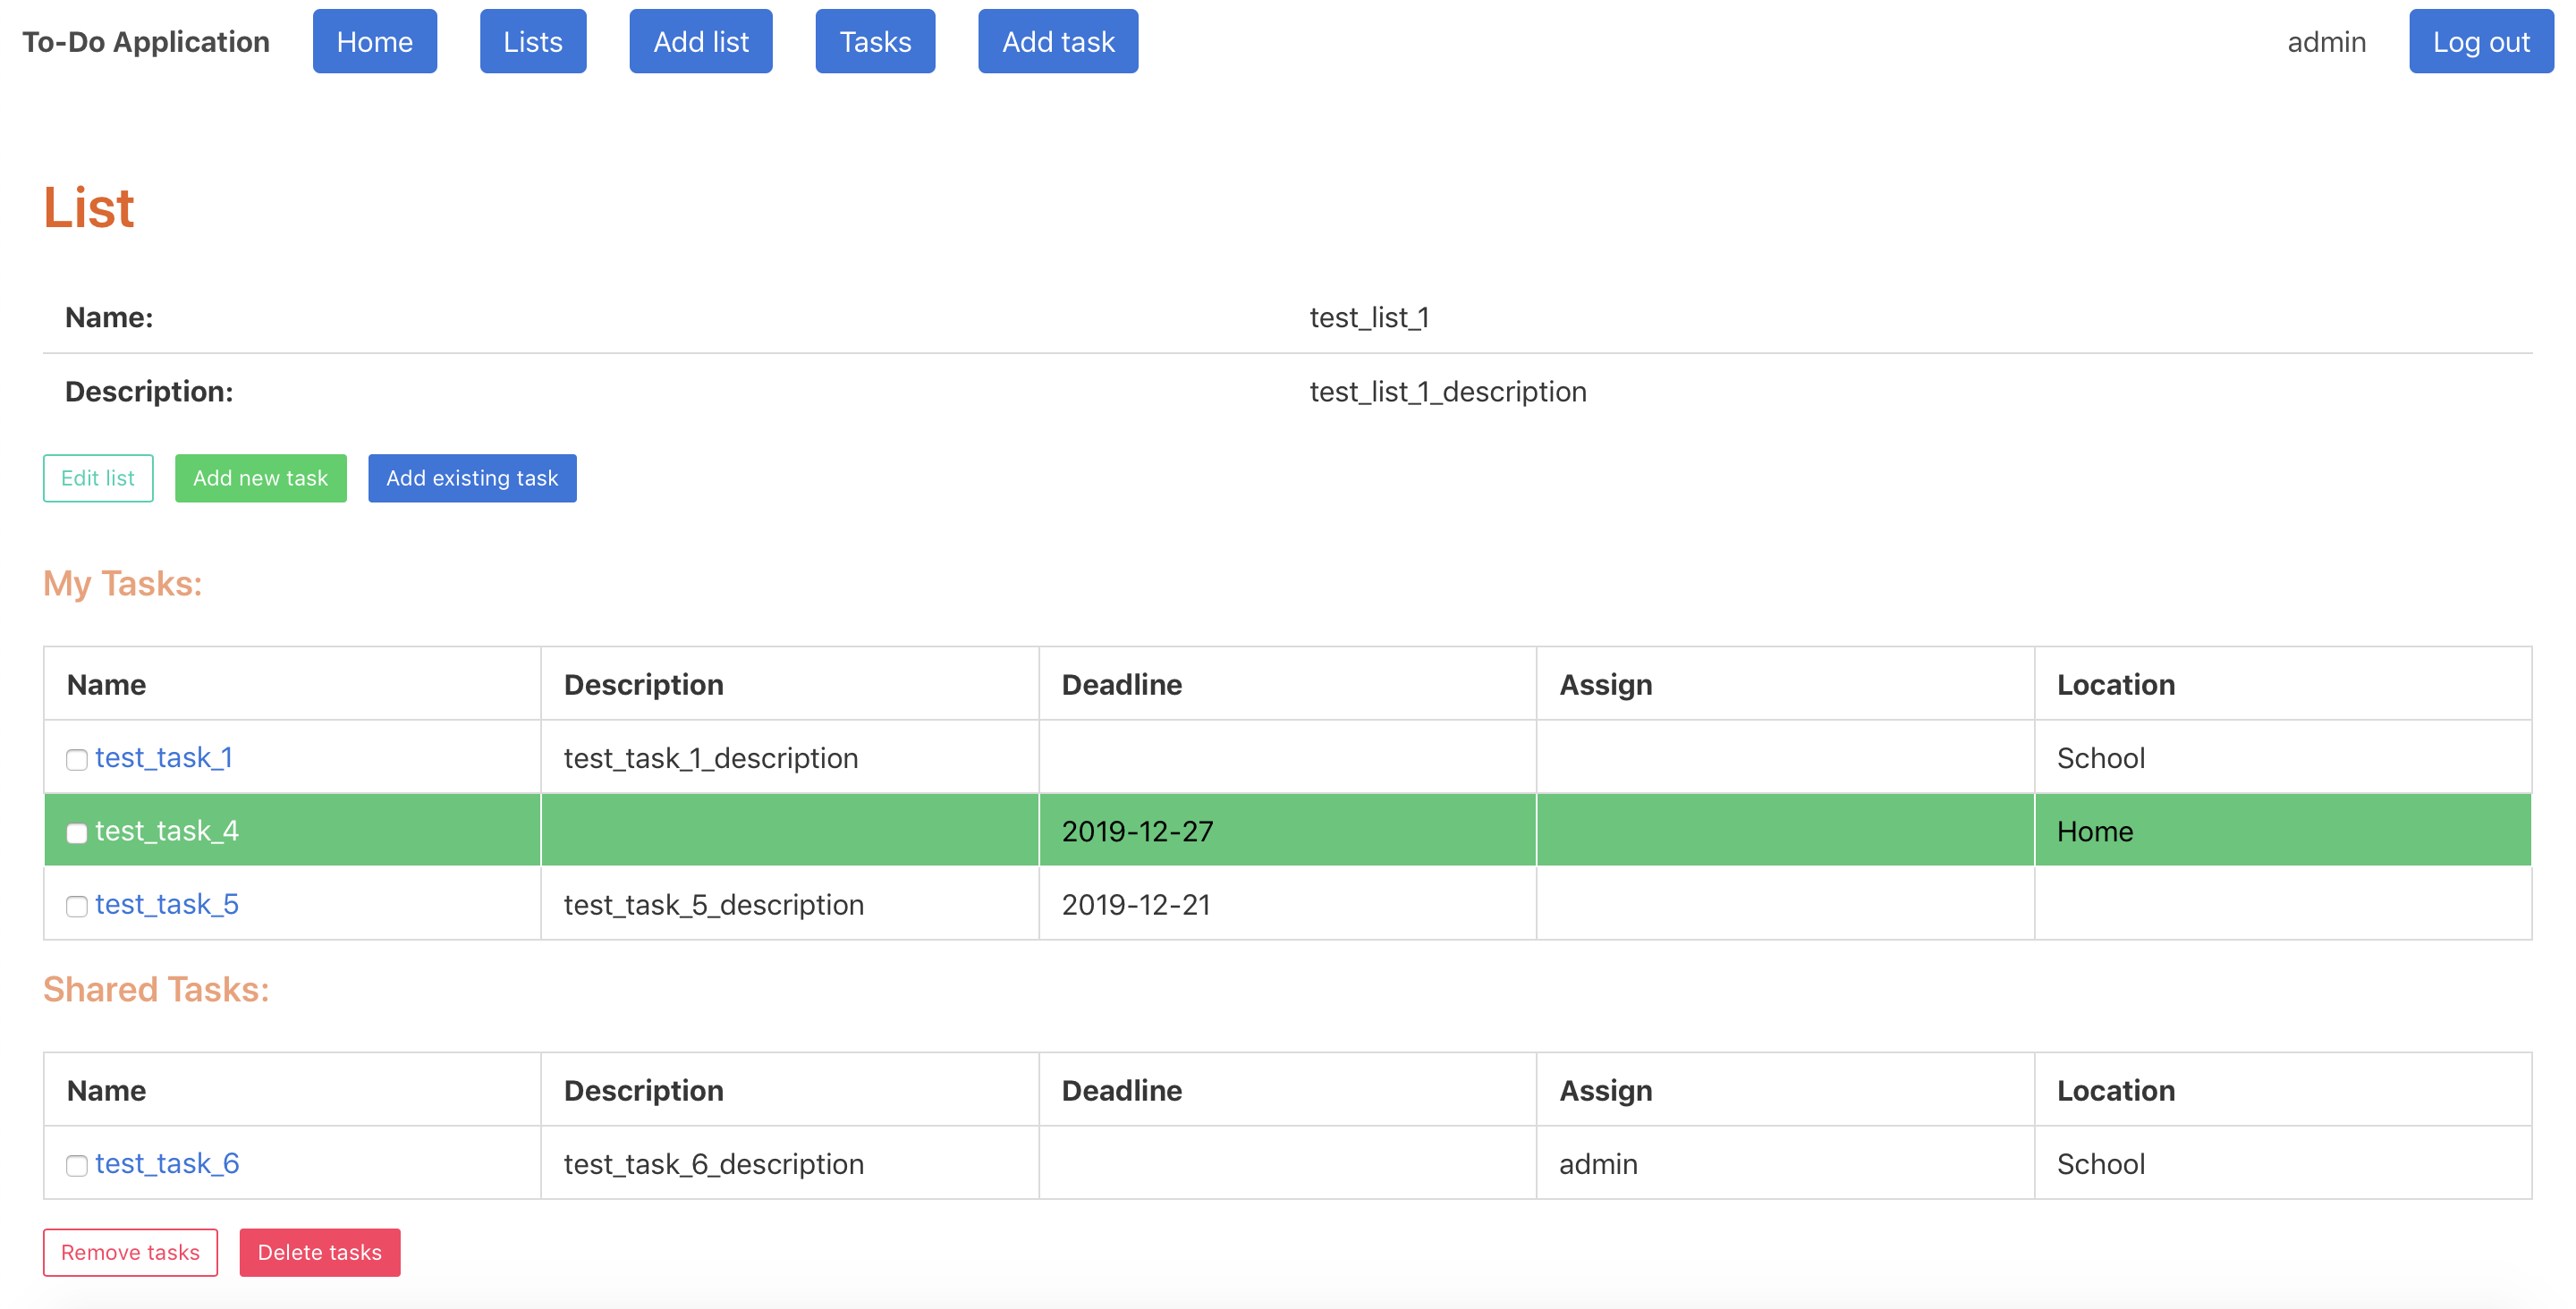 To-Do Application Home Lists Add list Tasks Add task admin Log out
List
Name: test_list_1
Description: test_list_1_description
Edit list Add new task Add existing task
My Tasks:
Name Description Deadline Assign Location
test_task_1 test_task_1_description School
test_task_4 2019-12-27 Home
test_task_5 test_task_5_description 2019-12-21
Shared Tasks:
Name Description Deadline Assign Location
test_task_6 test_task_6_description admin School
Remove tasks Delete tasks